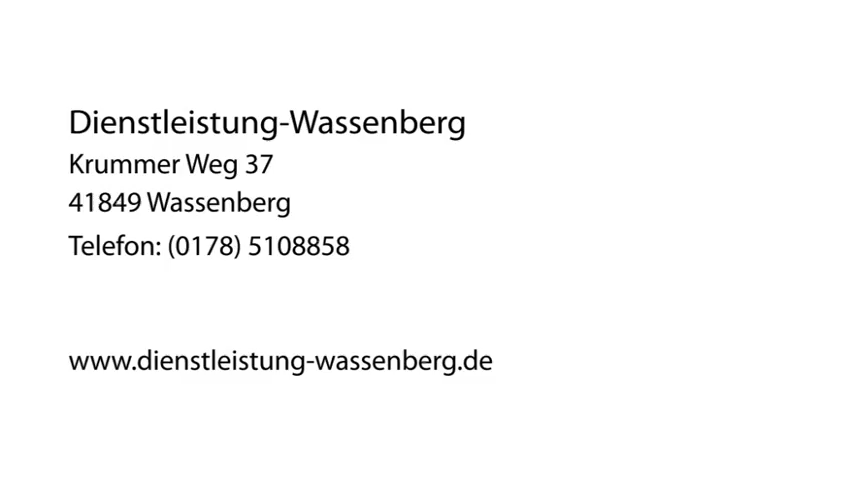 Dienstleistung-Wassenberg
Krummer Weg 37
41849 Wassenberg
Telefon: (0178) 5108858
www.dienstleistung-wassenberg.de